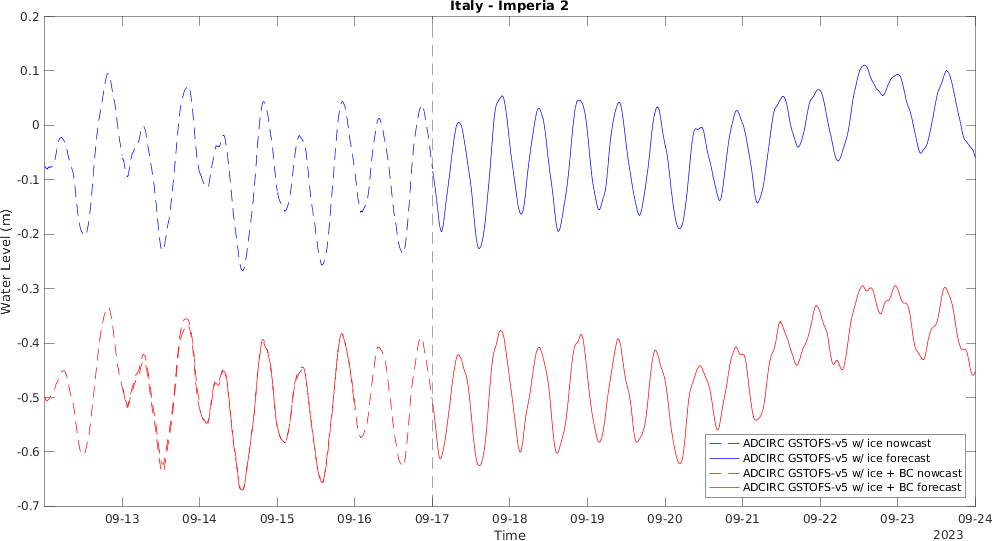 Italy - Imperia 2
0.2
0.1
0
-0.1
-0.2
-0.3
-0.4
-0.5
-0.6
-0.7
Water Level (m)
ADCIRC GSTOFS-v5 w/ ice nowcast
ADCIRC GSTOFS-v5 w/ ice forecast
ADCIRC GSTOFS-v5 w/ ice + BC nowcast
ADCIRC GSTOFS-v5 w/ ice + BC forecast
09-13 09-14 09-15 09-16 09-17 09-18 09-19 09-20 09-21 09-22 09-23 09-24
Time
2023